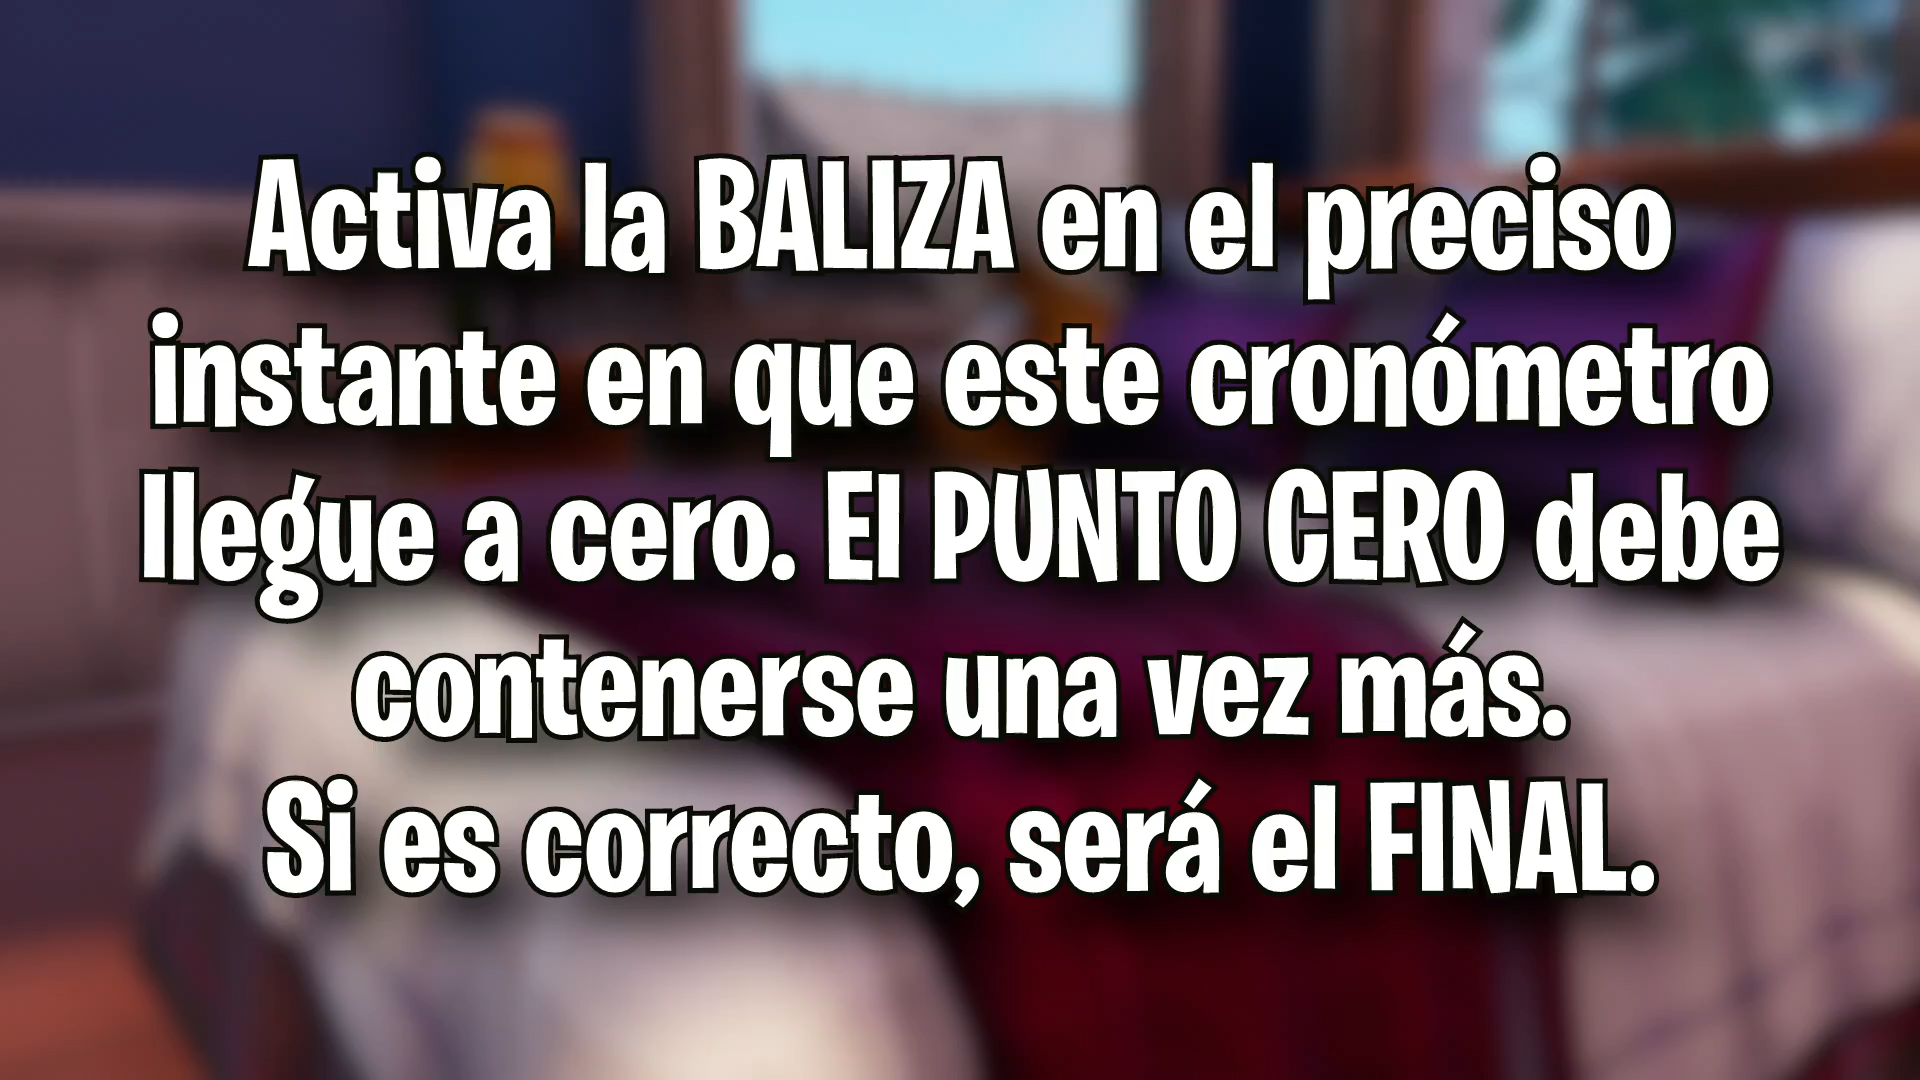 Activa la BALIZA en el preciso
instante en que este cronómetro
llegue a cero. El PUNTO CERO debe
contenerse una vez más.
Si es correcto, será el FINAL.